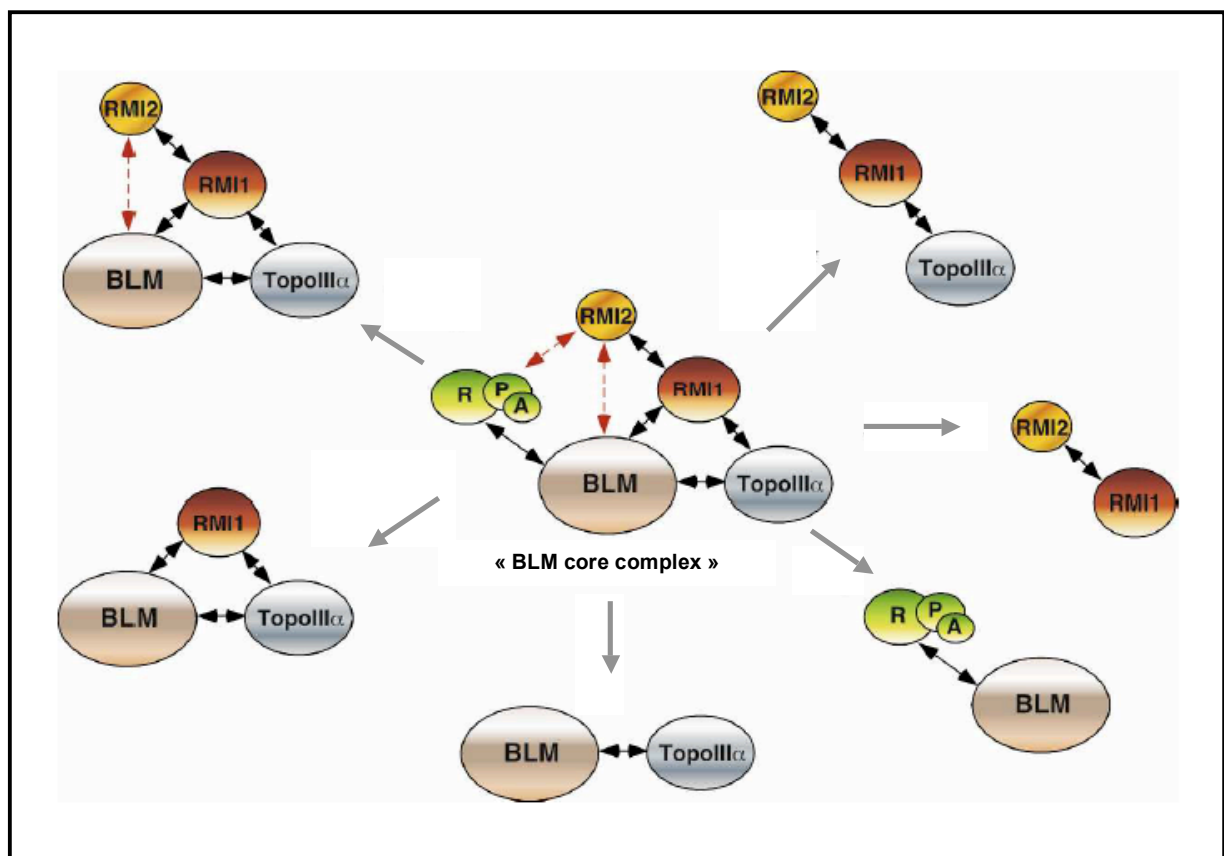 RMI2
RMI1
BLM
TopoIIIα
RMI2
RMI1
TopoIIIα
RMI2
R P A
RMI1
BLM
TopoIIIα
« BLM core complex »
RMI2
RMI1
RMI1
BLM
TopoIIIα
R P A
BLM
BLM
TopoIIIα